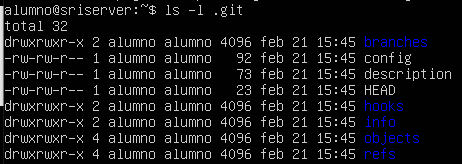 alumno@sriserver:~$ ls -l .git
total 32
drwxrwxr-x 2 alumno alumno 4096 feb 21 15:45 branches
-rw-rw-r-- 1 alumno alumno   92 feb 21 15:45 config
-rw-rw-r-- 1 alumno alumno   73 feb 21 15:45 description
-rw-rw-r-- 1 alumno alumno   23 feb 21 15:45 HEAD
drwxrwxr-x 2 alumno alumno 4096 feb 21 15:45 hooks
drwxrwxr-x 2 alumno alumno 4096 feb 21 15:45 info
drwxrwxr-x 4 alumno alumno 4096 feb 21 15:45 objects
drwxrwxr-x 4 alumno alumno 4096 feb 21 15:45 refs